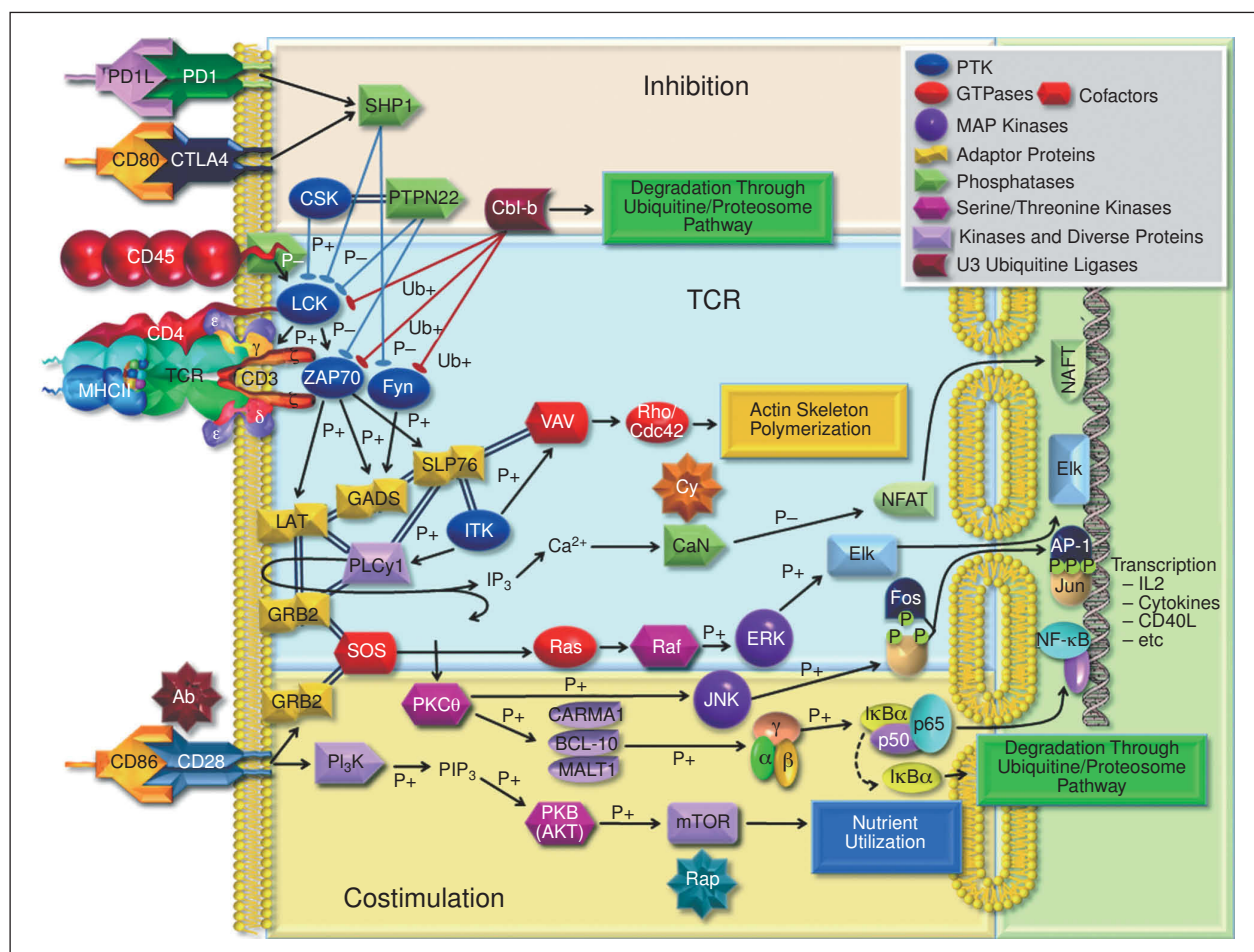 PD1L
PD1
CD80
CTLA4
SHP1
Inhibition
CSK
PTPN22
Cbl-b
Degradation Through
Ubiquitine/Proteosome
Pathway
PTK
GTPases
Cofactors
MAP Kinases
Adaptor Proteins
Phosphatases
Serine/Threonine Kinases
Kinases and Diverse Proteins
U3 Ubiquitine Ligases
CD45
P–
P+
P–
LCK
Ub+
TCR
CD4
ε
γ
ζ
P+
P–
Ub+
P–
Ub+
MHCII
TCR
CD3
ZAP70
Fyn
ζ
δ
ε
P+
P+
P+
SLP76
VAV
Rho/
Cdc42
Actin Skeleton
Polymerization
NAFT
P+
GADS
Cy
Elk
LAT
ITK
NFAT
P+
PLCγ1
IP3
Ca2+
CaN
P–
Elk
AP-1
P P P
Jun
Transcription
– IL2
– Cytokines
– CD40L
– etc
P+
GRB2
Fos
P
P P
NF-κB
SOS
Ras
Raf
P+
ERK
Ab
GRB2
PKCθ
P+
JNK
P+
P+
CARMA1
BCL-10
MALT1
P+
γ
α
β
P+
IκBα
p50
p65
IκBα
Degradation Through
Ubiquitine/Proteosome
Pathway
CD86
CD28
PI3K
P+
PIP3
P+
PKB
(AKT)
P+
mTOR
Nutrient
Utilization
Rap
Costimulation